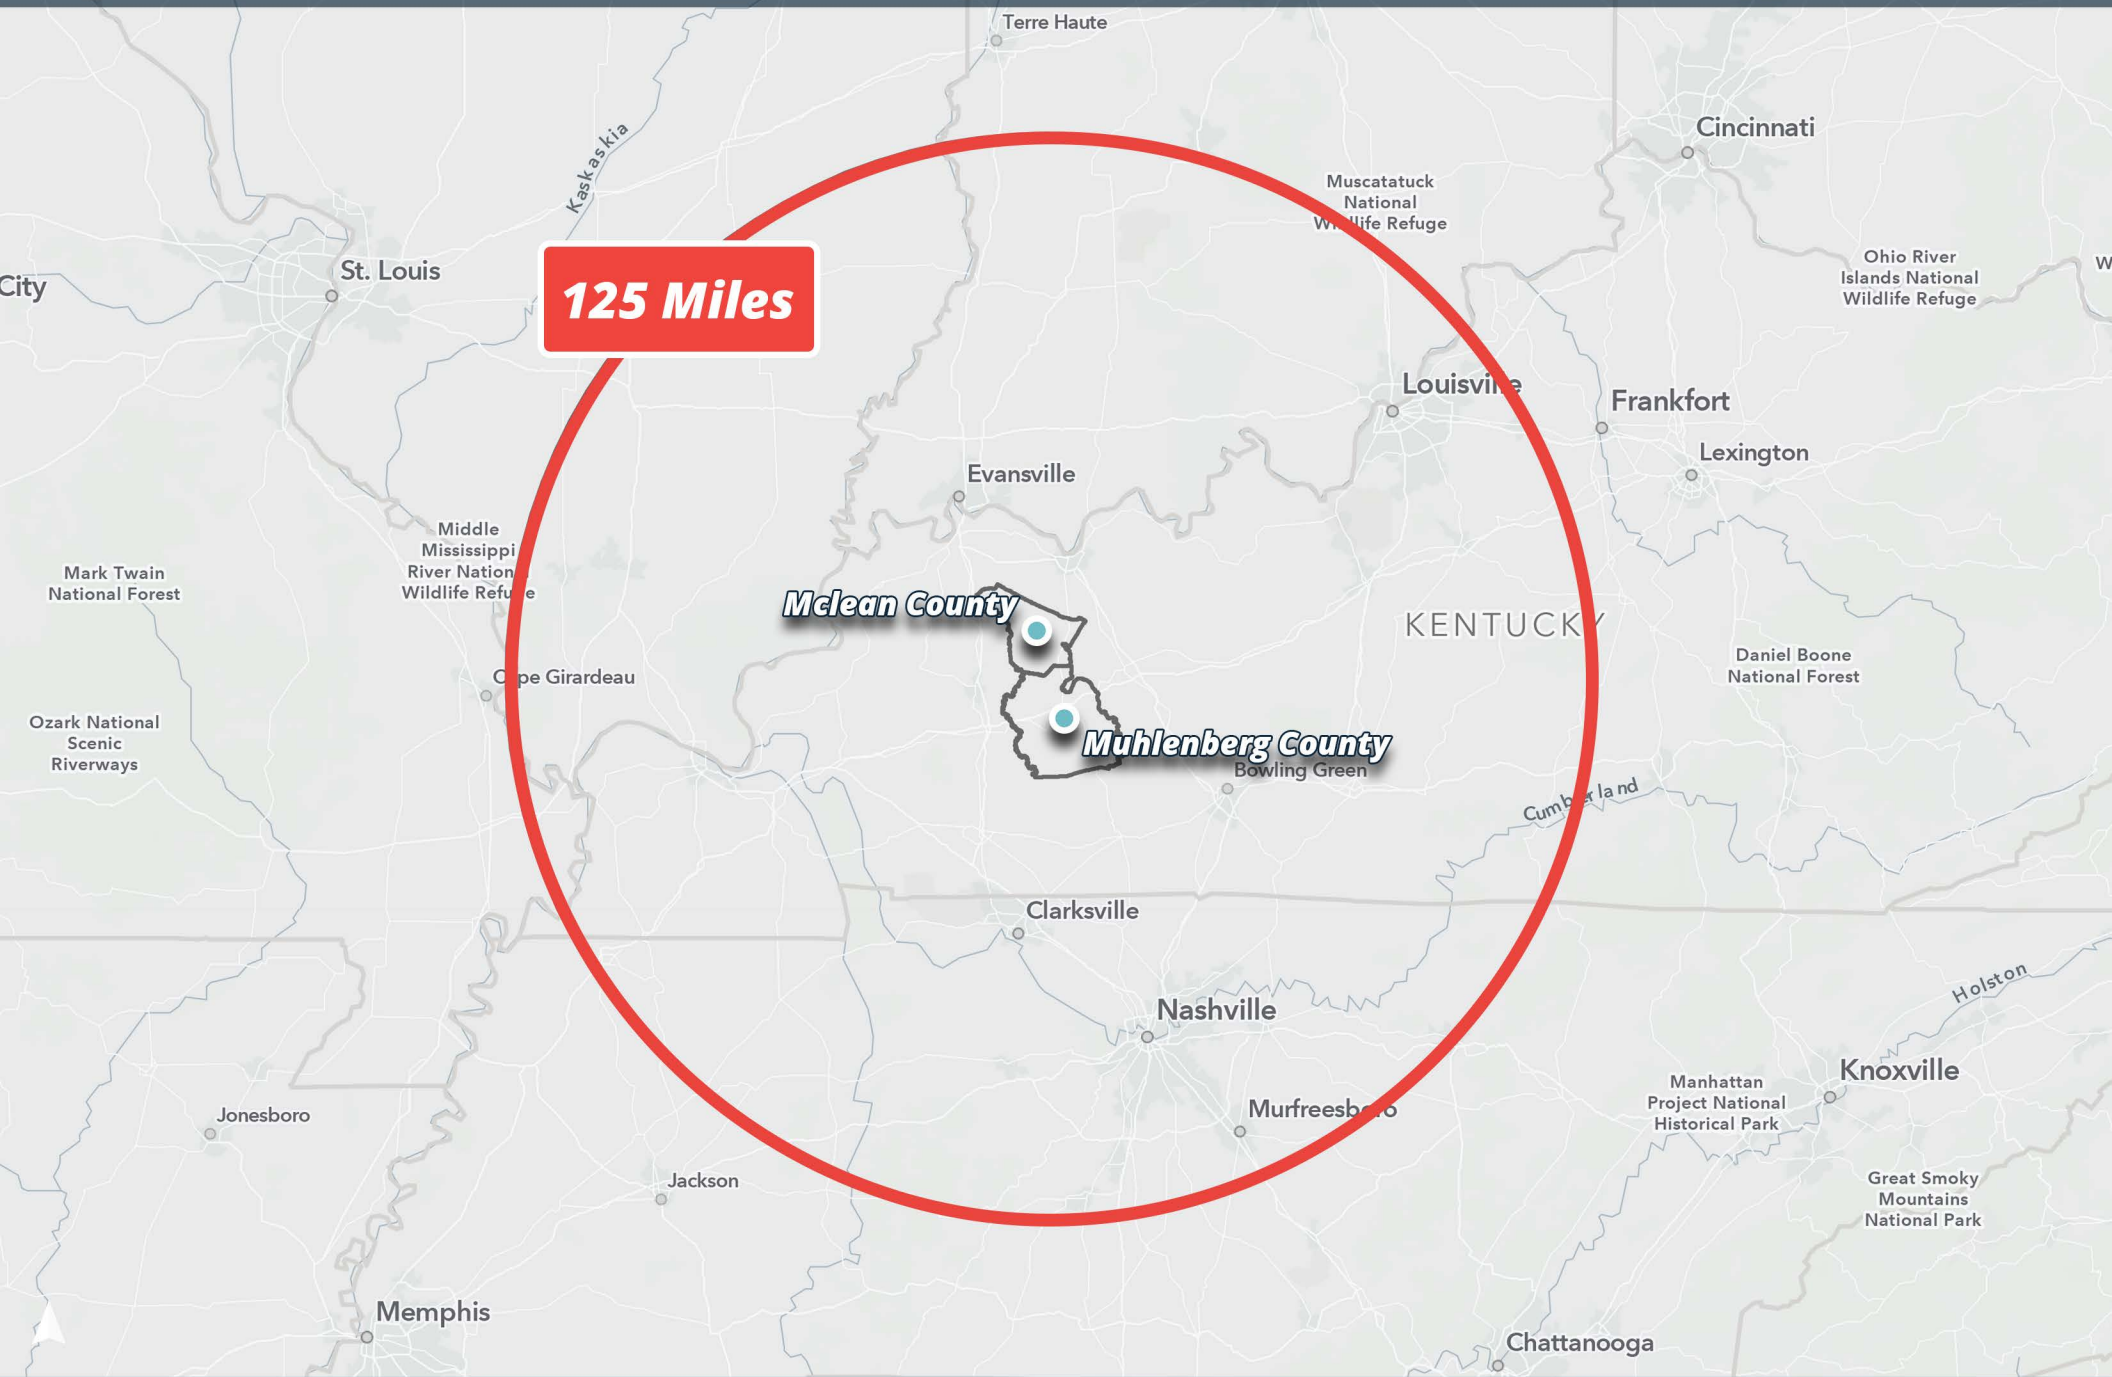 Terre Haute
Cincinnati
Kaskaskia
Muscatatuck
National
Wildlife Refuge
Ohio River
Islands National
Wildlife Refuge
W
St. Louis
City
125 Miles
Louisville
Frankfort
Lexington
Evansville
Middle
Mississippi
River National
Wildlife Refuge
Mark Twain
National Forest
Mclean County
KENTUCKY
Daniel Boone
National Forest
Cape Girardeau
Ozark National
Scenic
Riverways
Muhlenberg County
Bowling Green
Cumberland
Clarksville
Holston
Nashville
Knoxville
Manhattan
Project National
Historical Park
Murfreesboro
Jonesboro
Jackson
Great Smoky
Mountains
National Park
Memphis
Chattanooga